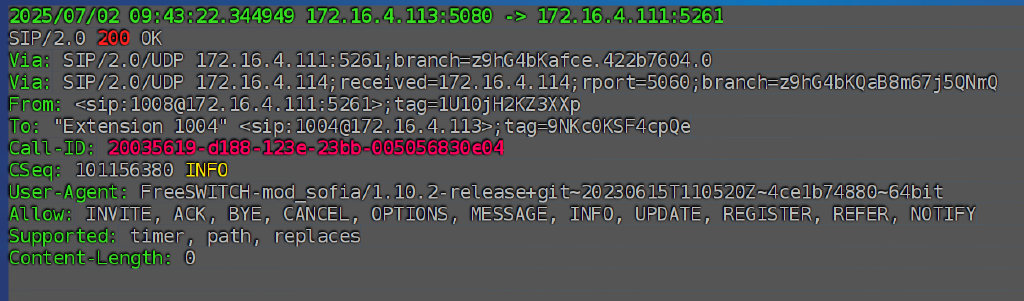 2025/07/02 09:43:22.344949 172.16.4.113:5080 -> 172.16.4.111:5261
SIP/2.0 200 OK
Via: SIP/2.0/UDP 172.16.4.111:5261;branch=z9hG4bKafce.422b7604.0
Via: SIP/2.0/UDP 172.16.4.114;received=172.16.4.114;rport=5060;branch=z9hG4bKQaB8m67j5QNmQ
From: <sip:1008@172.16.4.111:5261>;tag=1U10jH2KZ3XXp
To: "Extension 1004" <sip:1004@172.16.4.113>;tag=9NKc0KSF4cpQe
Call-ID: 20035619-d188-123e-23bb-005056830e04
CSeq: 101156380 INFO
User-Agent: FreeSWITCH-mod_sofia/1.10.2-release+git~20230615T110520Z~4ce1b74880~64bit
Allow: INVITE, ACK, BYE, CANCEL, OPTIONS, MESSAGE, INFO, UPDATE, REGISTER, REFER, NOTIFY
Supported: timer, path, replaces
Content-Length: 0